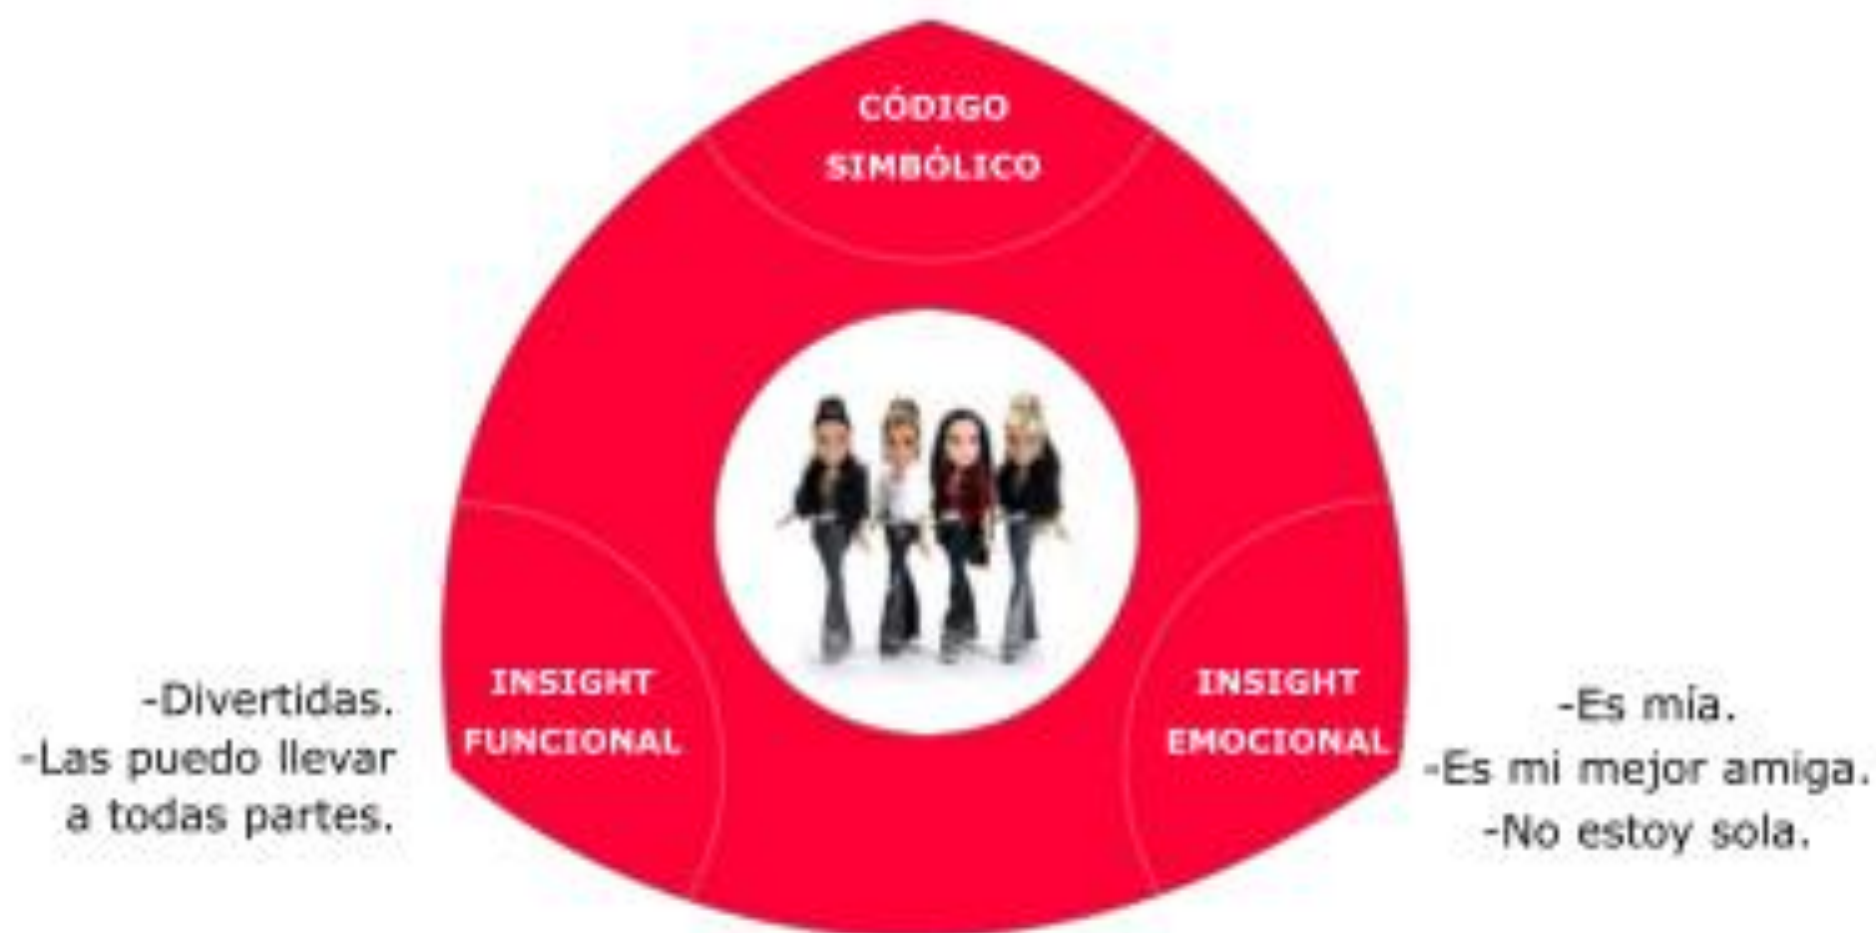 CÓDIGO
SIMBÓLICO
INSIGHT
FUNCIONAL
-Divertidas.
-Las puedo llevar
a todas partes.
INSIGHT
EMOCIONAL
-Es mía.
-Es mi mejor amiga.
-No estoy sola.